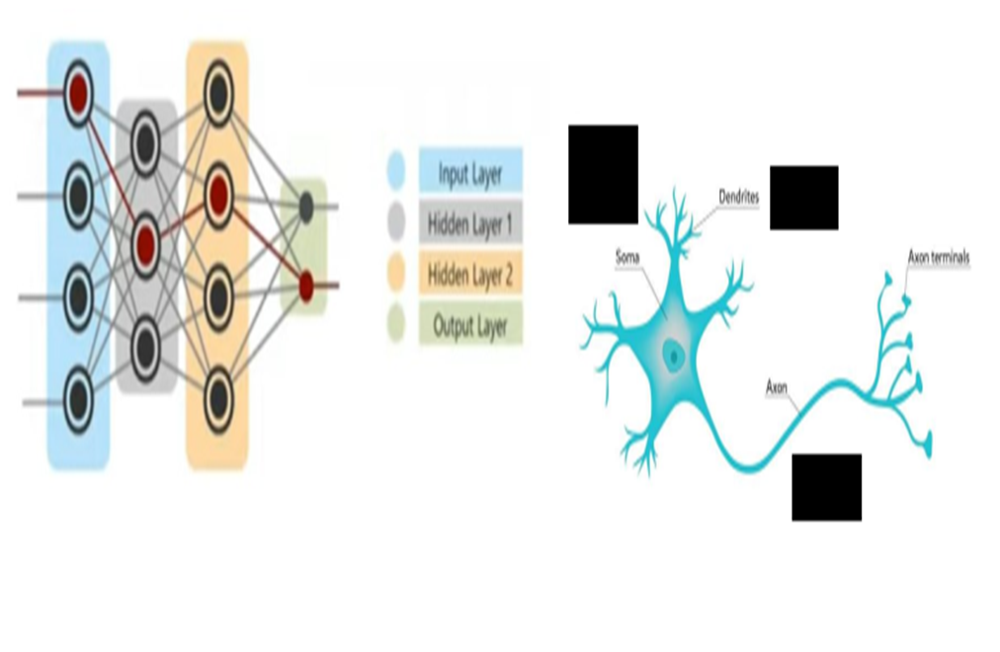 Input Layer
Hidden Layer 1
Hidden Layer 2
Output Layer
Dendrites
Soma
Axon terminals
Axon